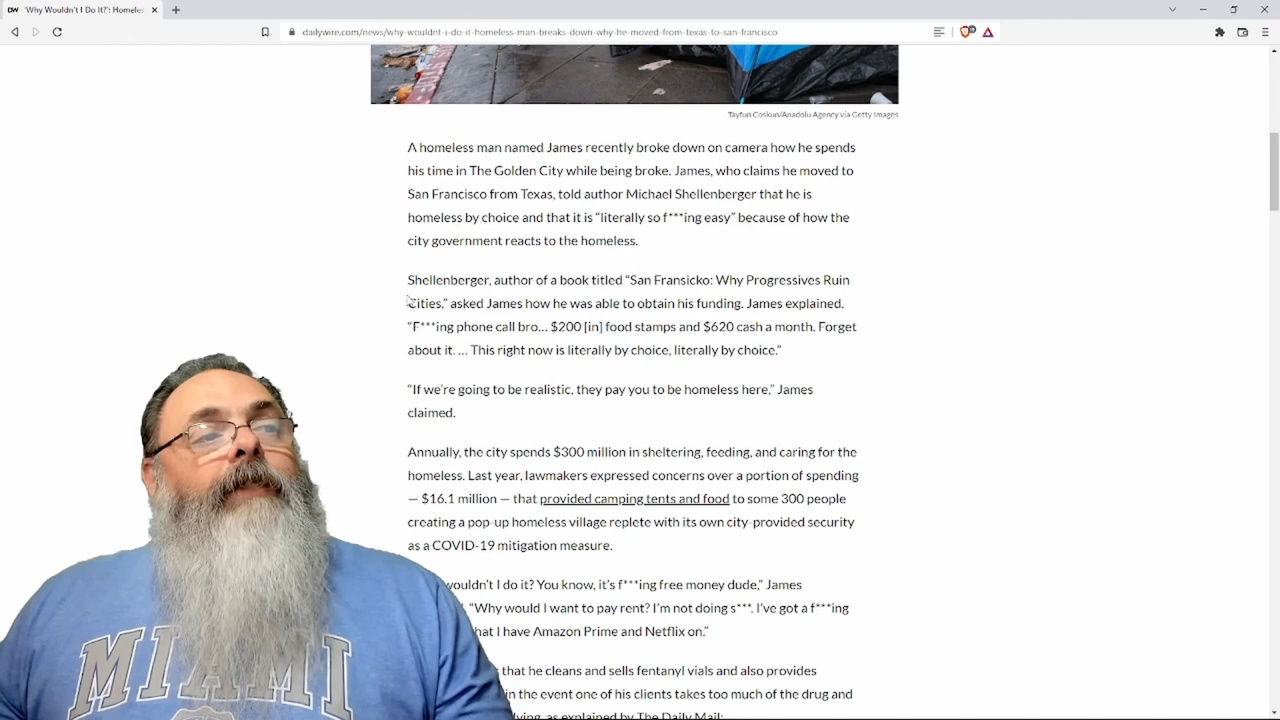 DW 'Why Wouldn't I Do It?': Homeles
dailywire.com/news/why-wouldnt-i-do-it-homeless-man-breaks-down-why-he-moved-from-texas-to-san-francisco
Tayfun Coskun/Anadolu Agency via Getty Images
A homeless man named James recently broke down on camera how he spends
his time in The Golden City while being broke. James, who claims he moved to
San Francisco from Texas, told author Michael Shellenberger that he is
homeless by choice and that it is “literally so f***ing easy” because of how the
city government reacts to the homeless.
Shellenberger, author of a book titled “San Fransicko: Why Progressives Ruin
Cities,” asked James how he was able to obtain his funding. James explained,
“F***ing phone call bro… $200 [in] food stamps and $620 cash a month. Forget
about it. … This right now is literally by choice, literally by choice.”
“If we’re going to be realistic, they pay you to be homeless here,” James
claimed.
Annually, the city spends $300 million in sheltering, feeding, and caring for the
homeless. Last year, lawmakers expressed concerns over a portion of spending
— $16.1 million — that provided camping tents and food to some 300 people
creating a pop-up homeless village replete with its own city-provided security
as a COVID-19 mitigation measure.
wouldn’t I do it? You know, it’s f***ing free money dude,” James
“Why would I want to pay rent? I’m not doing s***. I’ve got a f***ing
that I have Amazon Prime and Netflix on.”
that he cleans and sells fentanyl vials and also provides
in the event one of his clients takes too much of the drug and
as explained by The Daily Mail:
MIAMI